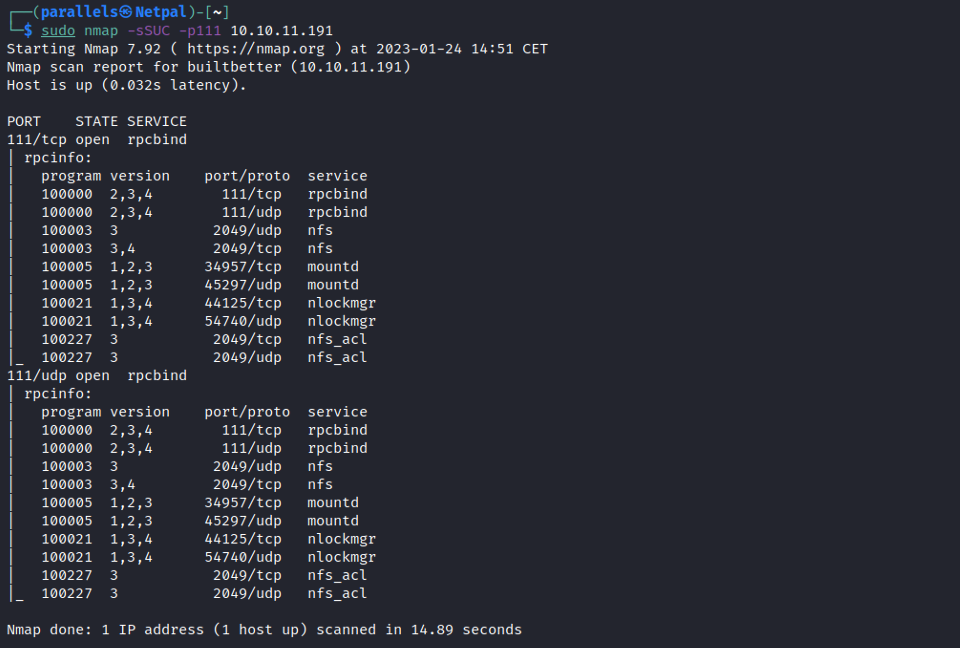 ┌──(parallels㉿Netpal)-[~]
└─$ sudo nmap -sSUC -p111 10.10.11.191
Starting Nmap 7.92 ( https://nmap.org ) at 2023-01-24 14:51 CET
Nmap scan report for builtbetter (10.10.11.191)
Host is up (0.032s latency).

PORT    STATE SERVICE
111/tcp open  rpcbind
| rpcinfo:
|   program version    port/proto  service
|   100000  2,3,4        111/tcp   rpcbind
|   100000  2,3,4        111/udp   rpcbind
|   100003  3           2049/udp   nfs
|   100003  3,4         2049/tcp   nfs
|   100005  1,2,3      34957/tcp   mountd
|   100005  1,2,3      45297/udp   mountd
|   100021  1,3,4      44125/tcp   nlockmgr
|   100021  1,3,4      54740/udp   nlockmgr
|   100227  3           2049/tcp   nfs_acl
|_  100227  3           2049/udp   nfs_acl
111/udp open  rpcbind
| rpcinfo:
|   program version    port/proto  service
|   100000  2,3,4        111/tcp   rpcbind
|   100000  2,3,4        111/udp   rpcbind
|   100003  3           2049/udp   nfs
|   100003  3,4         2049/tcp   nfs
|   100005  1,2,3      34957/tcp   mountd
|   100005  1,2,3      45297/udp   mountd
|   100021  1,3,4      44125/tcp   nlockmgr
|   100021  1,3,4      54740/udp   nlockmgr
|   100227  3           2049/tcp   nfs_acl
|_  100227  3           2049/udp   nfs_acl

Nmap done: 1 IP address (1 host up) scanned in 14.89 seconds